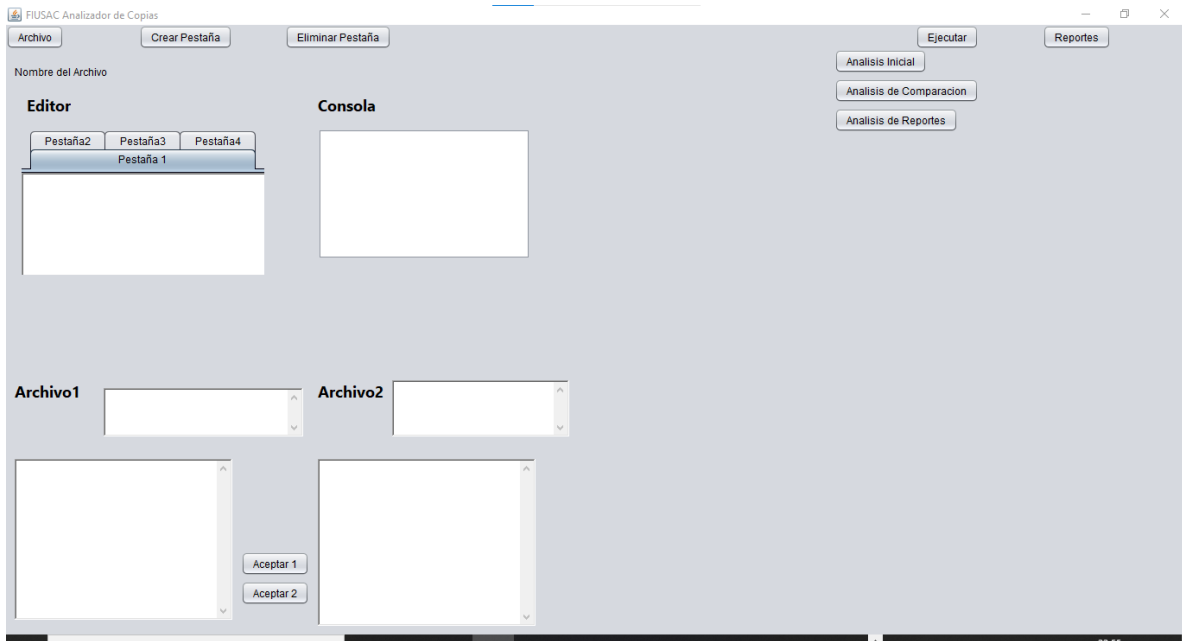 FIUSAC Analizador de Copias
Archivo Crear Pestaña Eliminar Pestaña Ejecutar Reportes
Analisis Inicial
Nombre del Archivo
Analisis de Comparacion
Editor Consola
Analisis de Reportes
Pestaña2 Pestaña3 Pestaña4
Pestaña 1
Archivo1 Archivo2
Aceptar 1
Aceptar 2